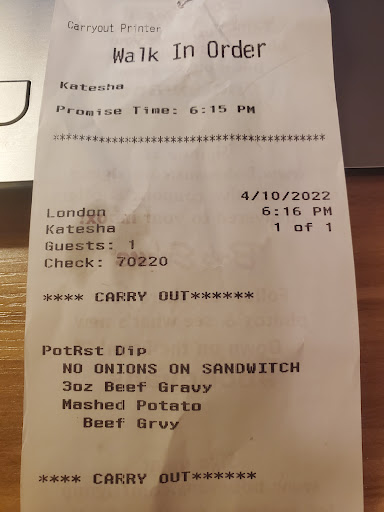 Carryout Printer
Walk In Order
Katesha
Promise Time: 6:15 PM
****************************************
4/10/2022
London 6:16 PM
Katesha 1 of 1
Guests: 1
Check: 70220
**** CARRY OUT******
PotRst Dip
NO ONIONS ON SANDWITCH
3oz Beef Gravy
Mashed Potato
Beef Grvy
**** CARRY OUT******